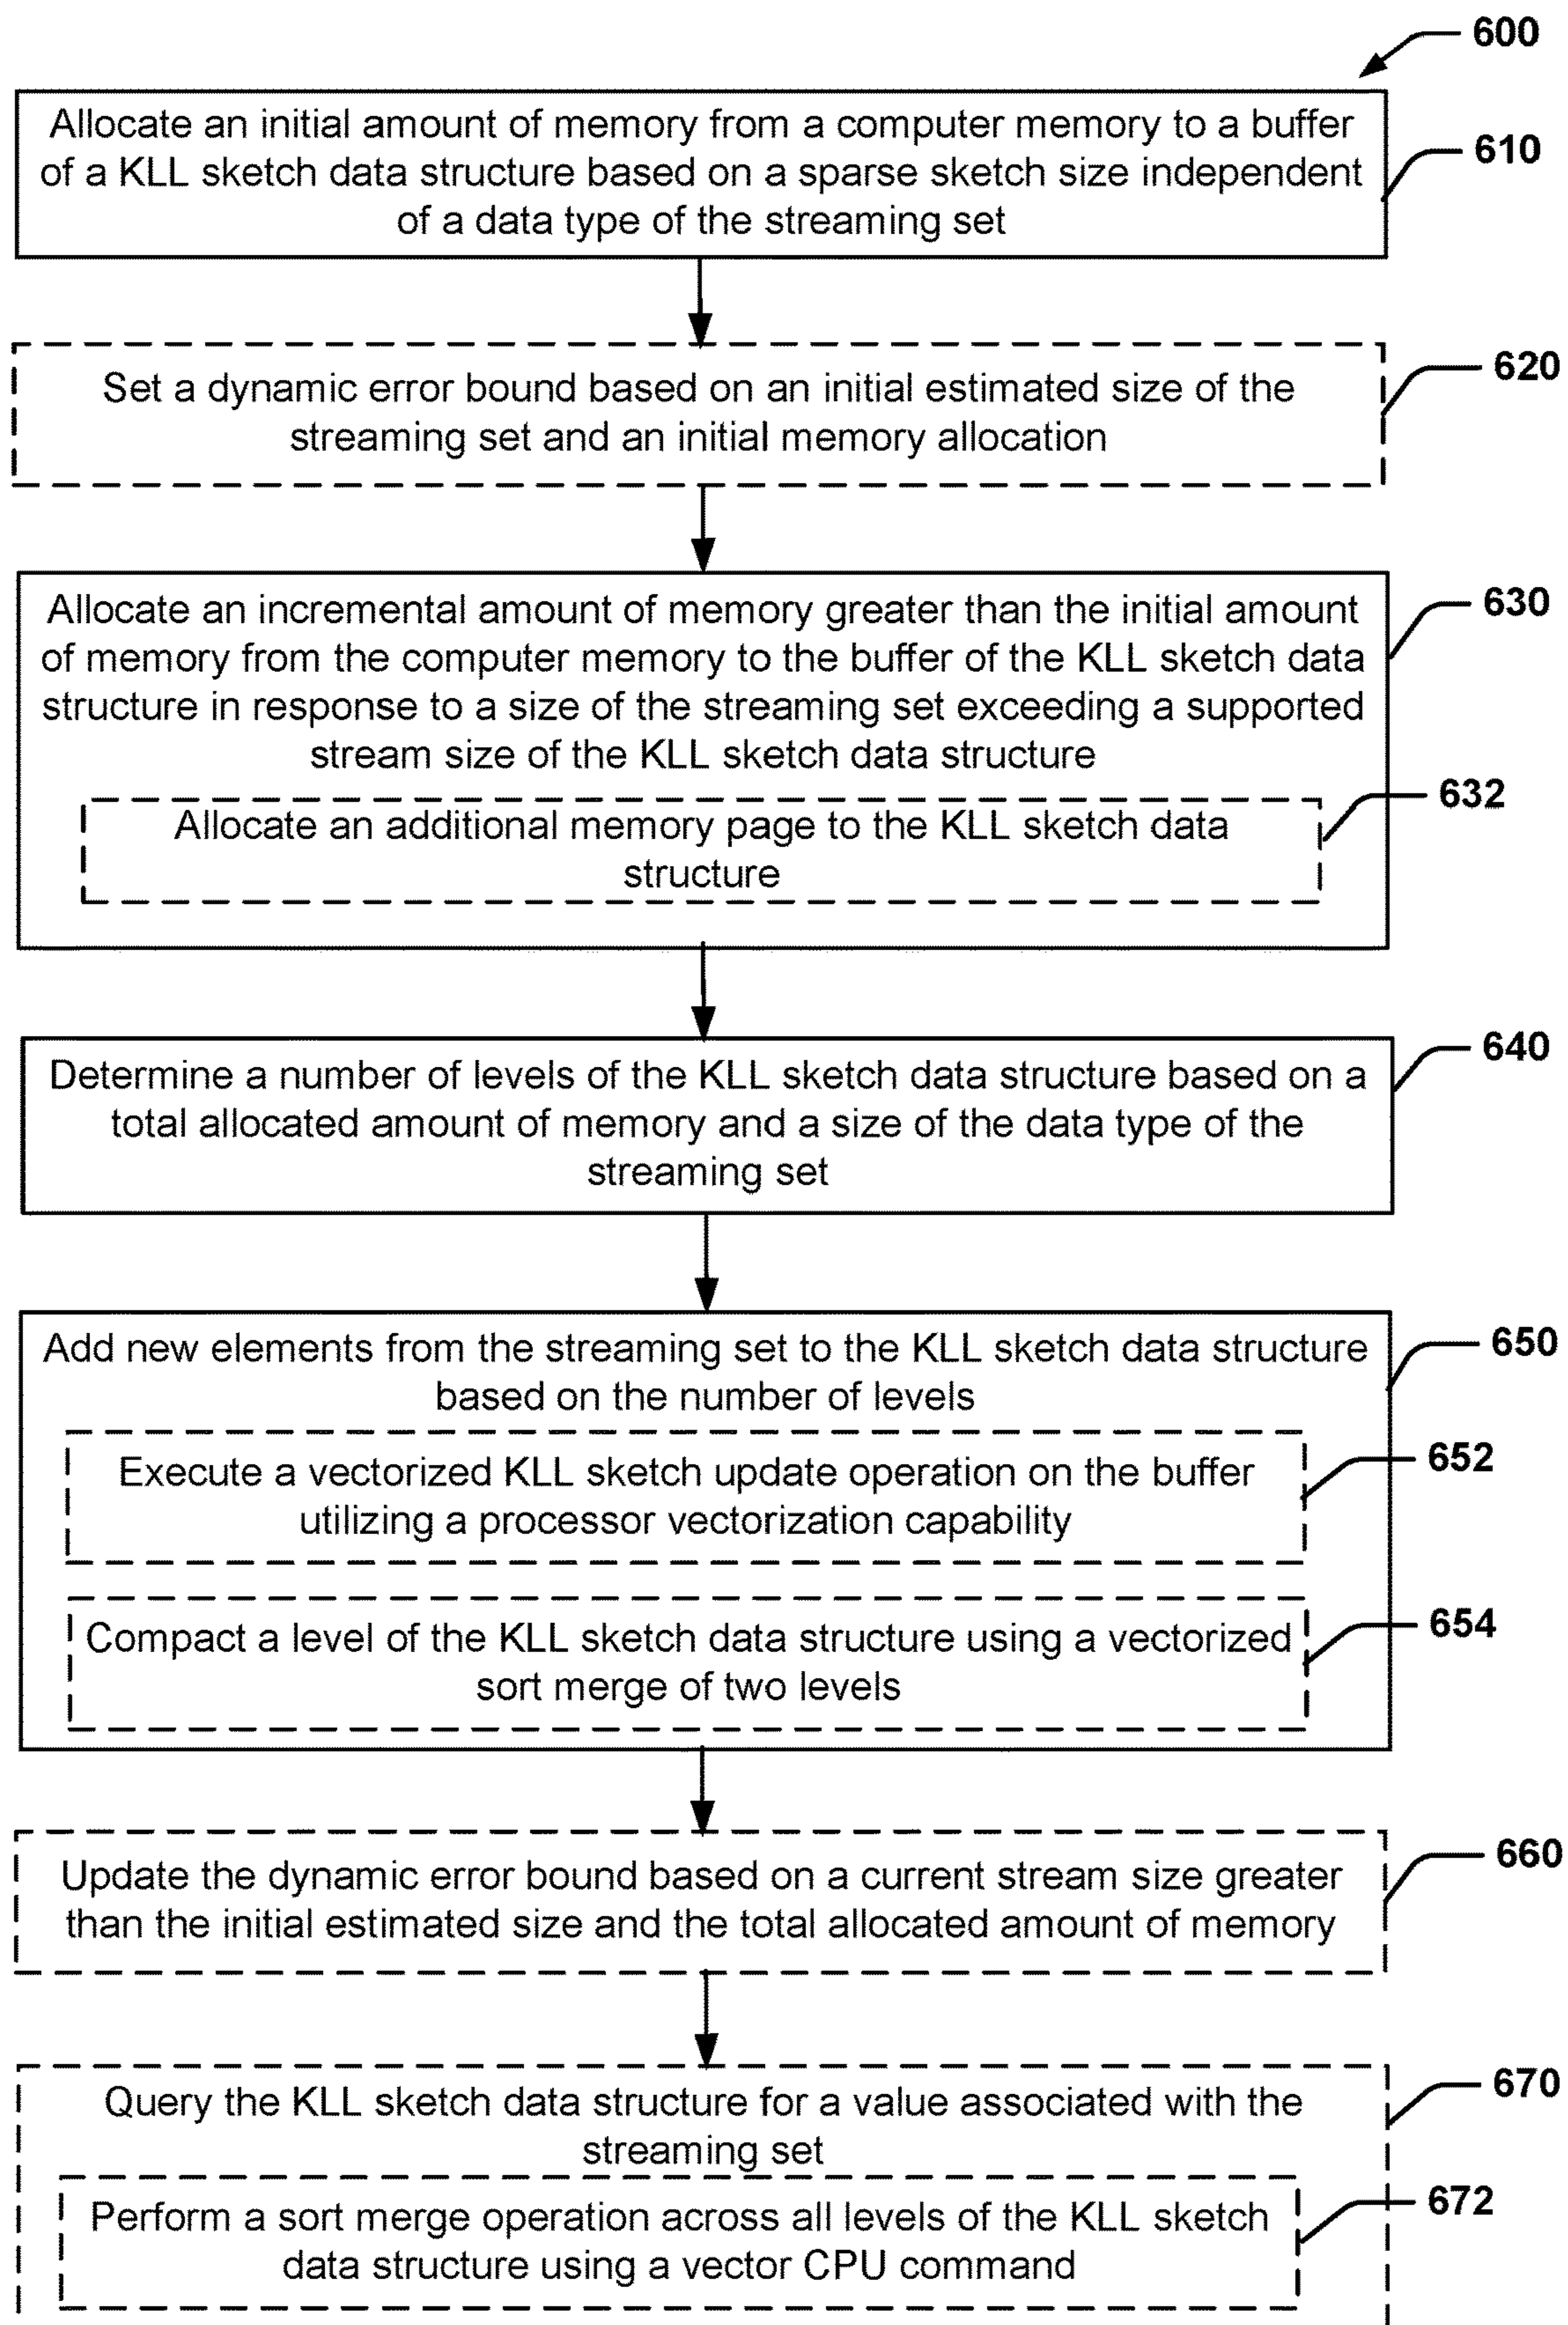 600
Allocate an initial amount of memory from a computer memory to a buffer
of a KLL sketch data structure based on a sparse sketch size independent
of a data type of the streaming set
610
Set a dynamic error bound based on an initial estimated size of the
streaming set and an initial memory allocation
620
Allocate an incremental amount of memory greater than the initial amount
of memory from the computer memory to the buffer of the KLL sketch data
structure in response to a size of the streaming set exceeding a supported
stream size of the KLL sketch data structure
630
Allocate an additional memory page to the KLL sketch data
structure
632
Determine a number of levels of the KLL sketch data structure based on a
total allocated amount of memory and a size of the data type of the
streaming set
640
Add new elements from the streaming set to the KLL sketch data structure
based on the number of levels
650
Execute a vectorized KLL sketch update operation on the buffer
utilizing a processor vectorization capability
652
Compact a level of the KLL sketch data structure using a vectorized
sort merge of two levels
654
Update the dynamic error bound based on a current stream size greater
than the initial estimated size and the total allocated amount of memory
660
Query the KLL sketch data structure for a value associated with the
streaming set
670
Perform a sort merge operation across all levels of the KLL sketch
data structure using a vector CPU command
672